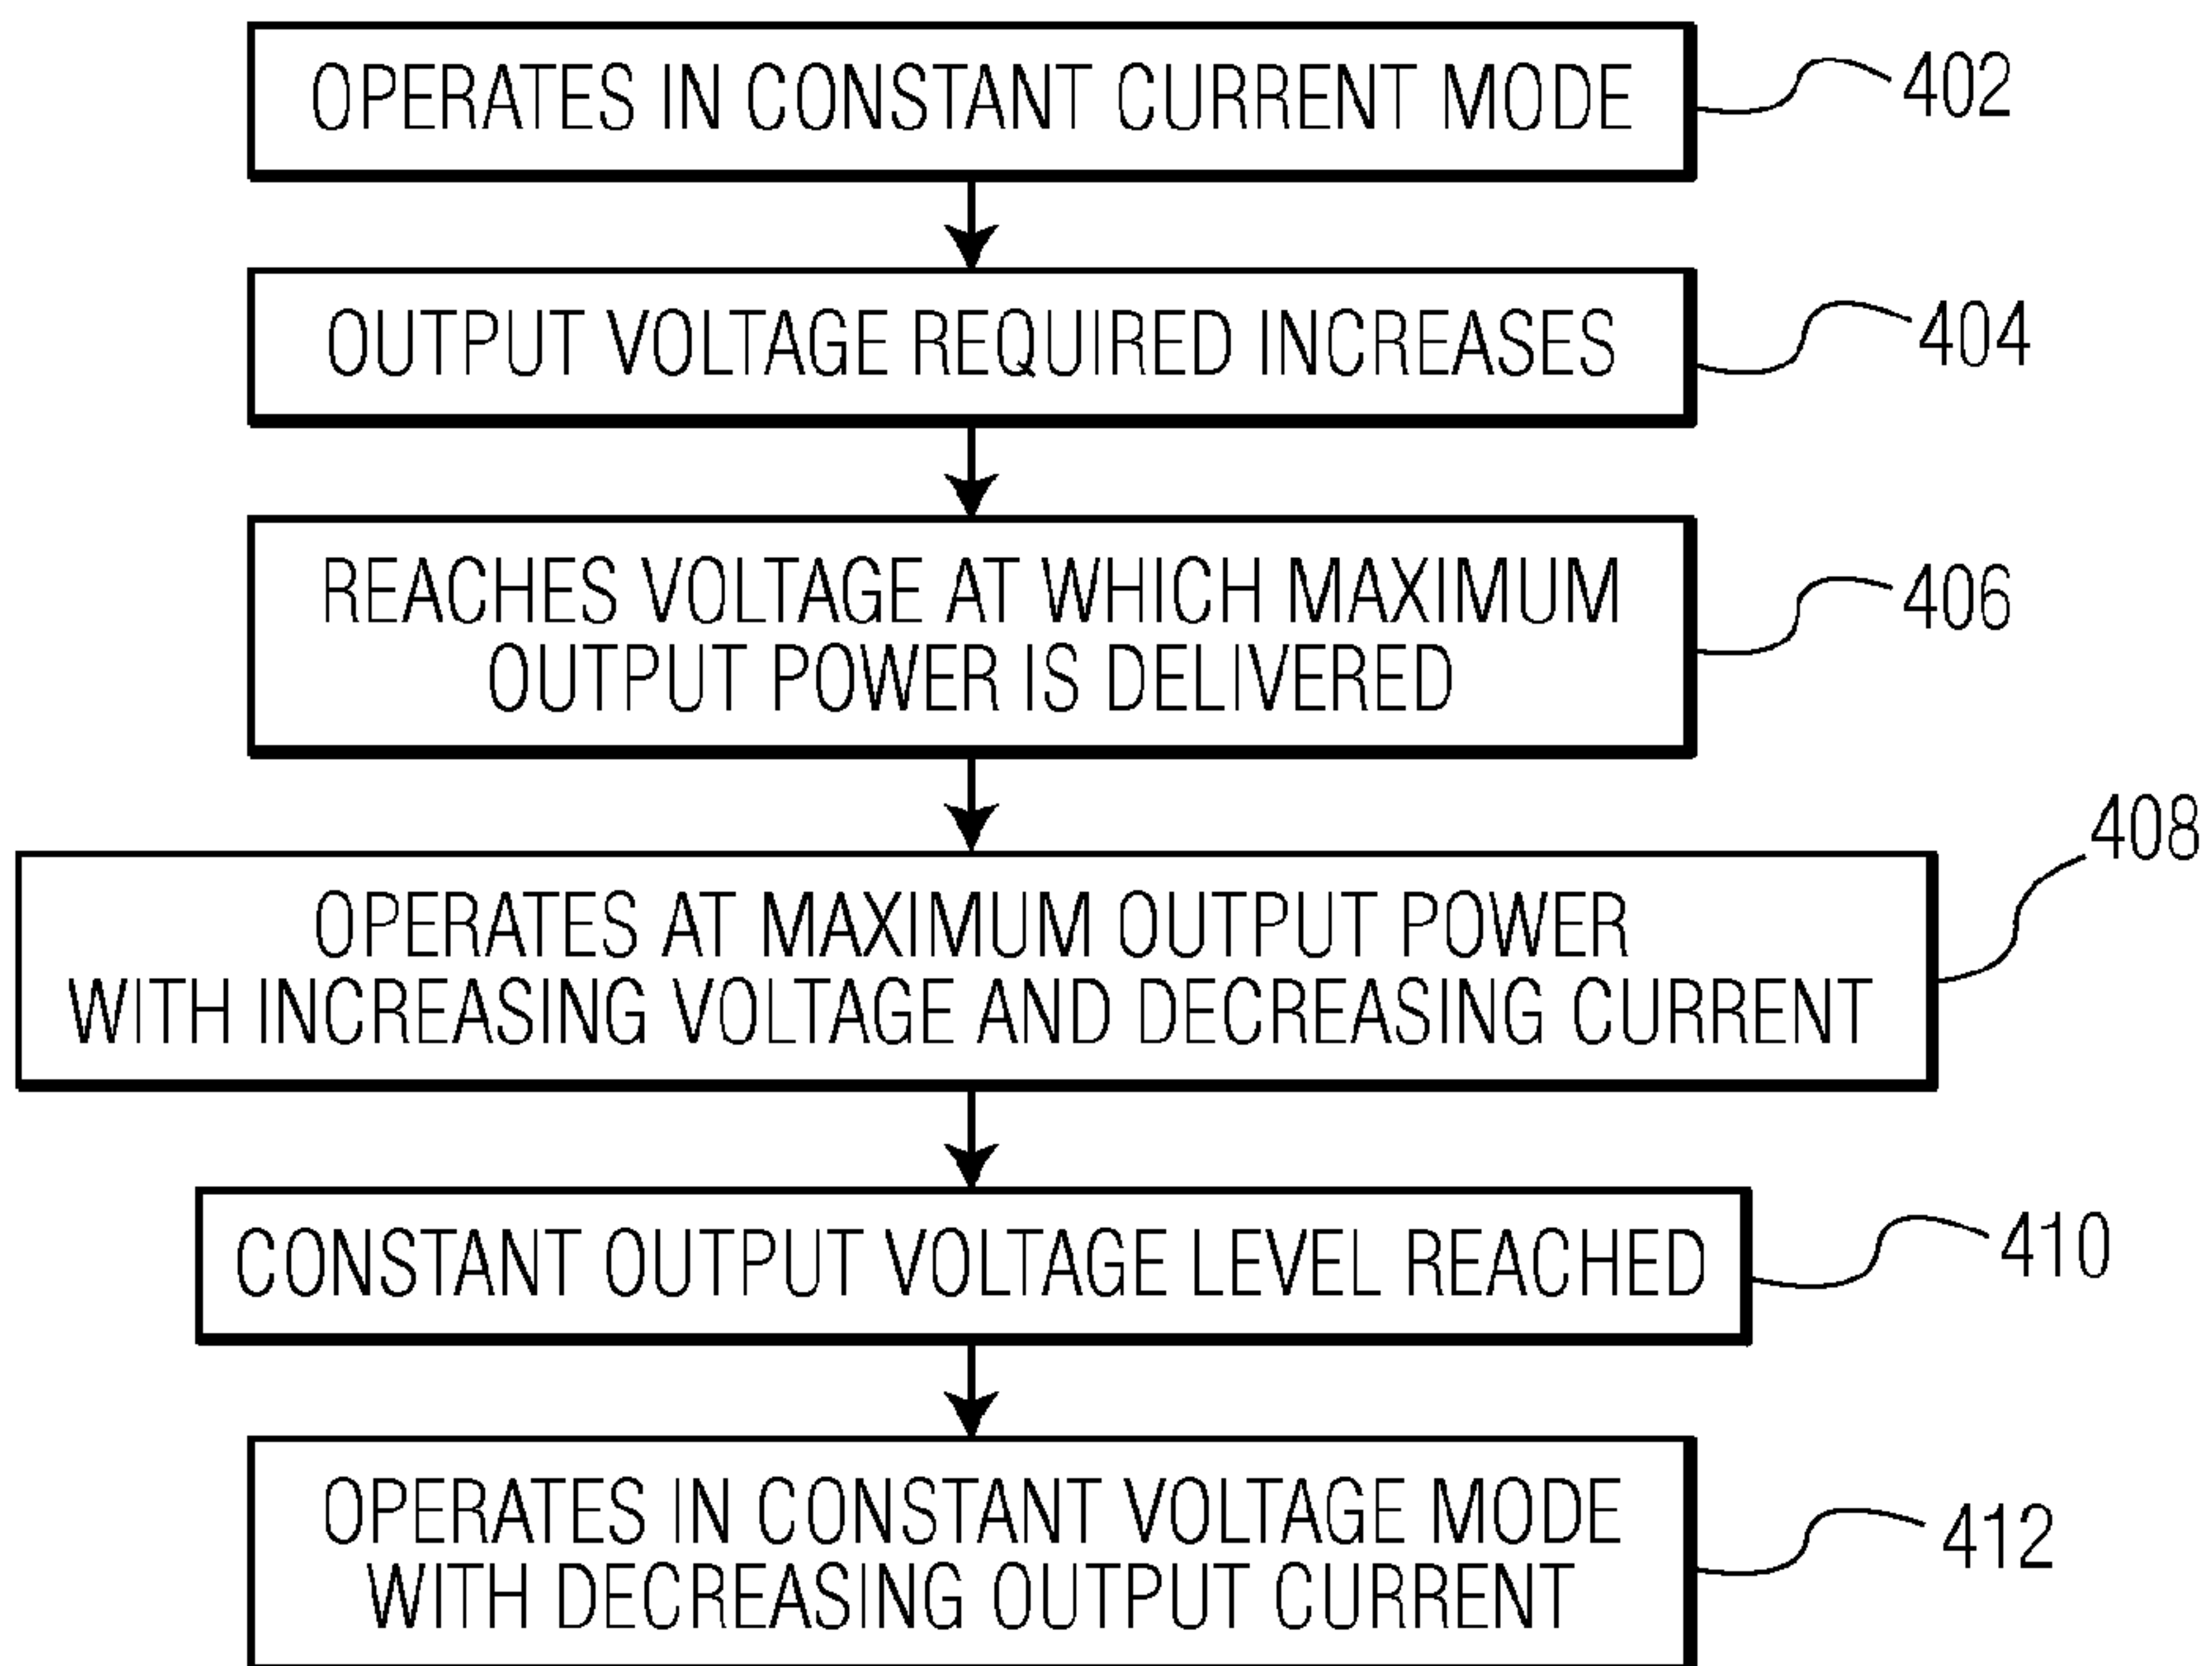 OPERATES IN CONSTANT CURRENT MODE
402
OUTPUT VOLTAGE REQUIRED INCREASES
404
REACHES VOLTAGE AT WHICH MAXIMUM
OUTPUT POWER IS DELIVERED
406
OPERATES AT MAXIMUM OUTPUT POWER
WITH INCREASING VOLTAGE AND DECREASING CURRENT
408
CONSTANT OUTPUT VOLTAGE LEVEL REACHED
410
OPERATES IN CONSTANT VOLTAGE MODE
WITH DECREASING OUTPUT CURRENT
412